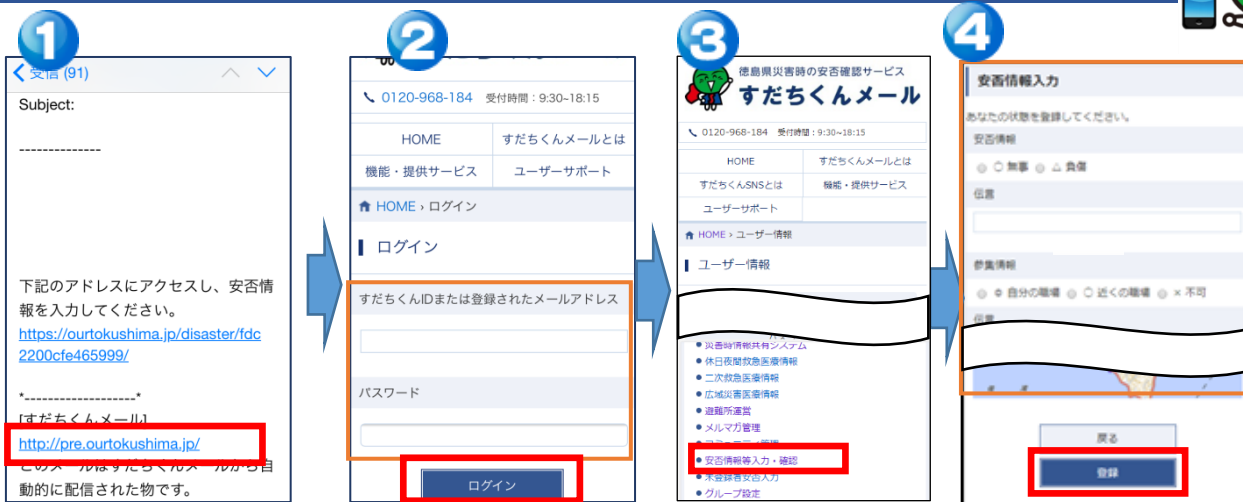 1
受信 (91)
Subject:
--------------
下記のアドレスにアクセスし、安否情
報を入力してください。
https://ourtokushima.jp/disaster/fdc
2200cfe465999/
*-------------------*
[すだちくんメール]
http://pre.ourtokushima.jp/
このメールはすだちくんメールから自
動的に配信された物です。
2
0120-968-184 受付時間：9:30~18:15
HOME すだちくんメールとは
機能・提供サービス ユーザーサポート
HOME › ログイン
ログイン
すだちくんIDまたは登録されたメールアドレス
パスワード
ログイン
3
徳島県災害時の安否確認サービス
すだちくんメール
0120-968-184 受付時間：9:30~18:15
HOME すだちくんメールとは
すだちくんSNSとは 機能・提供サービス
ユーザーサポート
HOME › ユーザー情報
ユーザー情報
● 災害時情報共有システム
● 休日夜間救急医療情報
● 二次救急医療情報
● 広域災害医療情報
● 避難所運営
● メルマガ管理
● 安否情報等入力・確認
● 未登録者安否入力
● グループ設定
4
安否情報入力
あなたの状態を登録してください。
安否情報
○ 無事 △ 負傷
伝言
参集情報
◎ 自分の職場 ○ 近くの職場 × 不可
伝言
戻る
登録